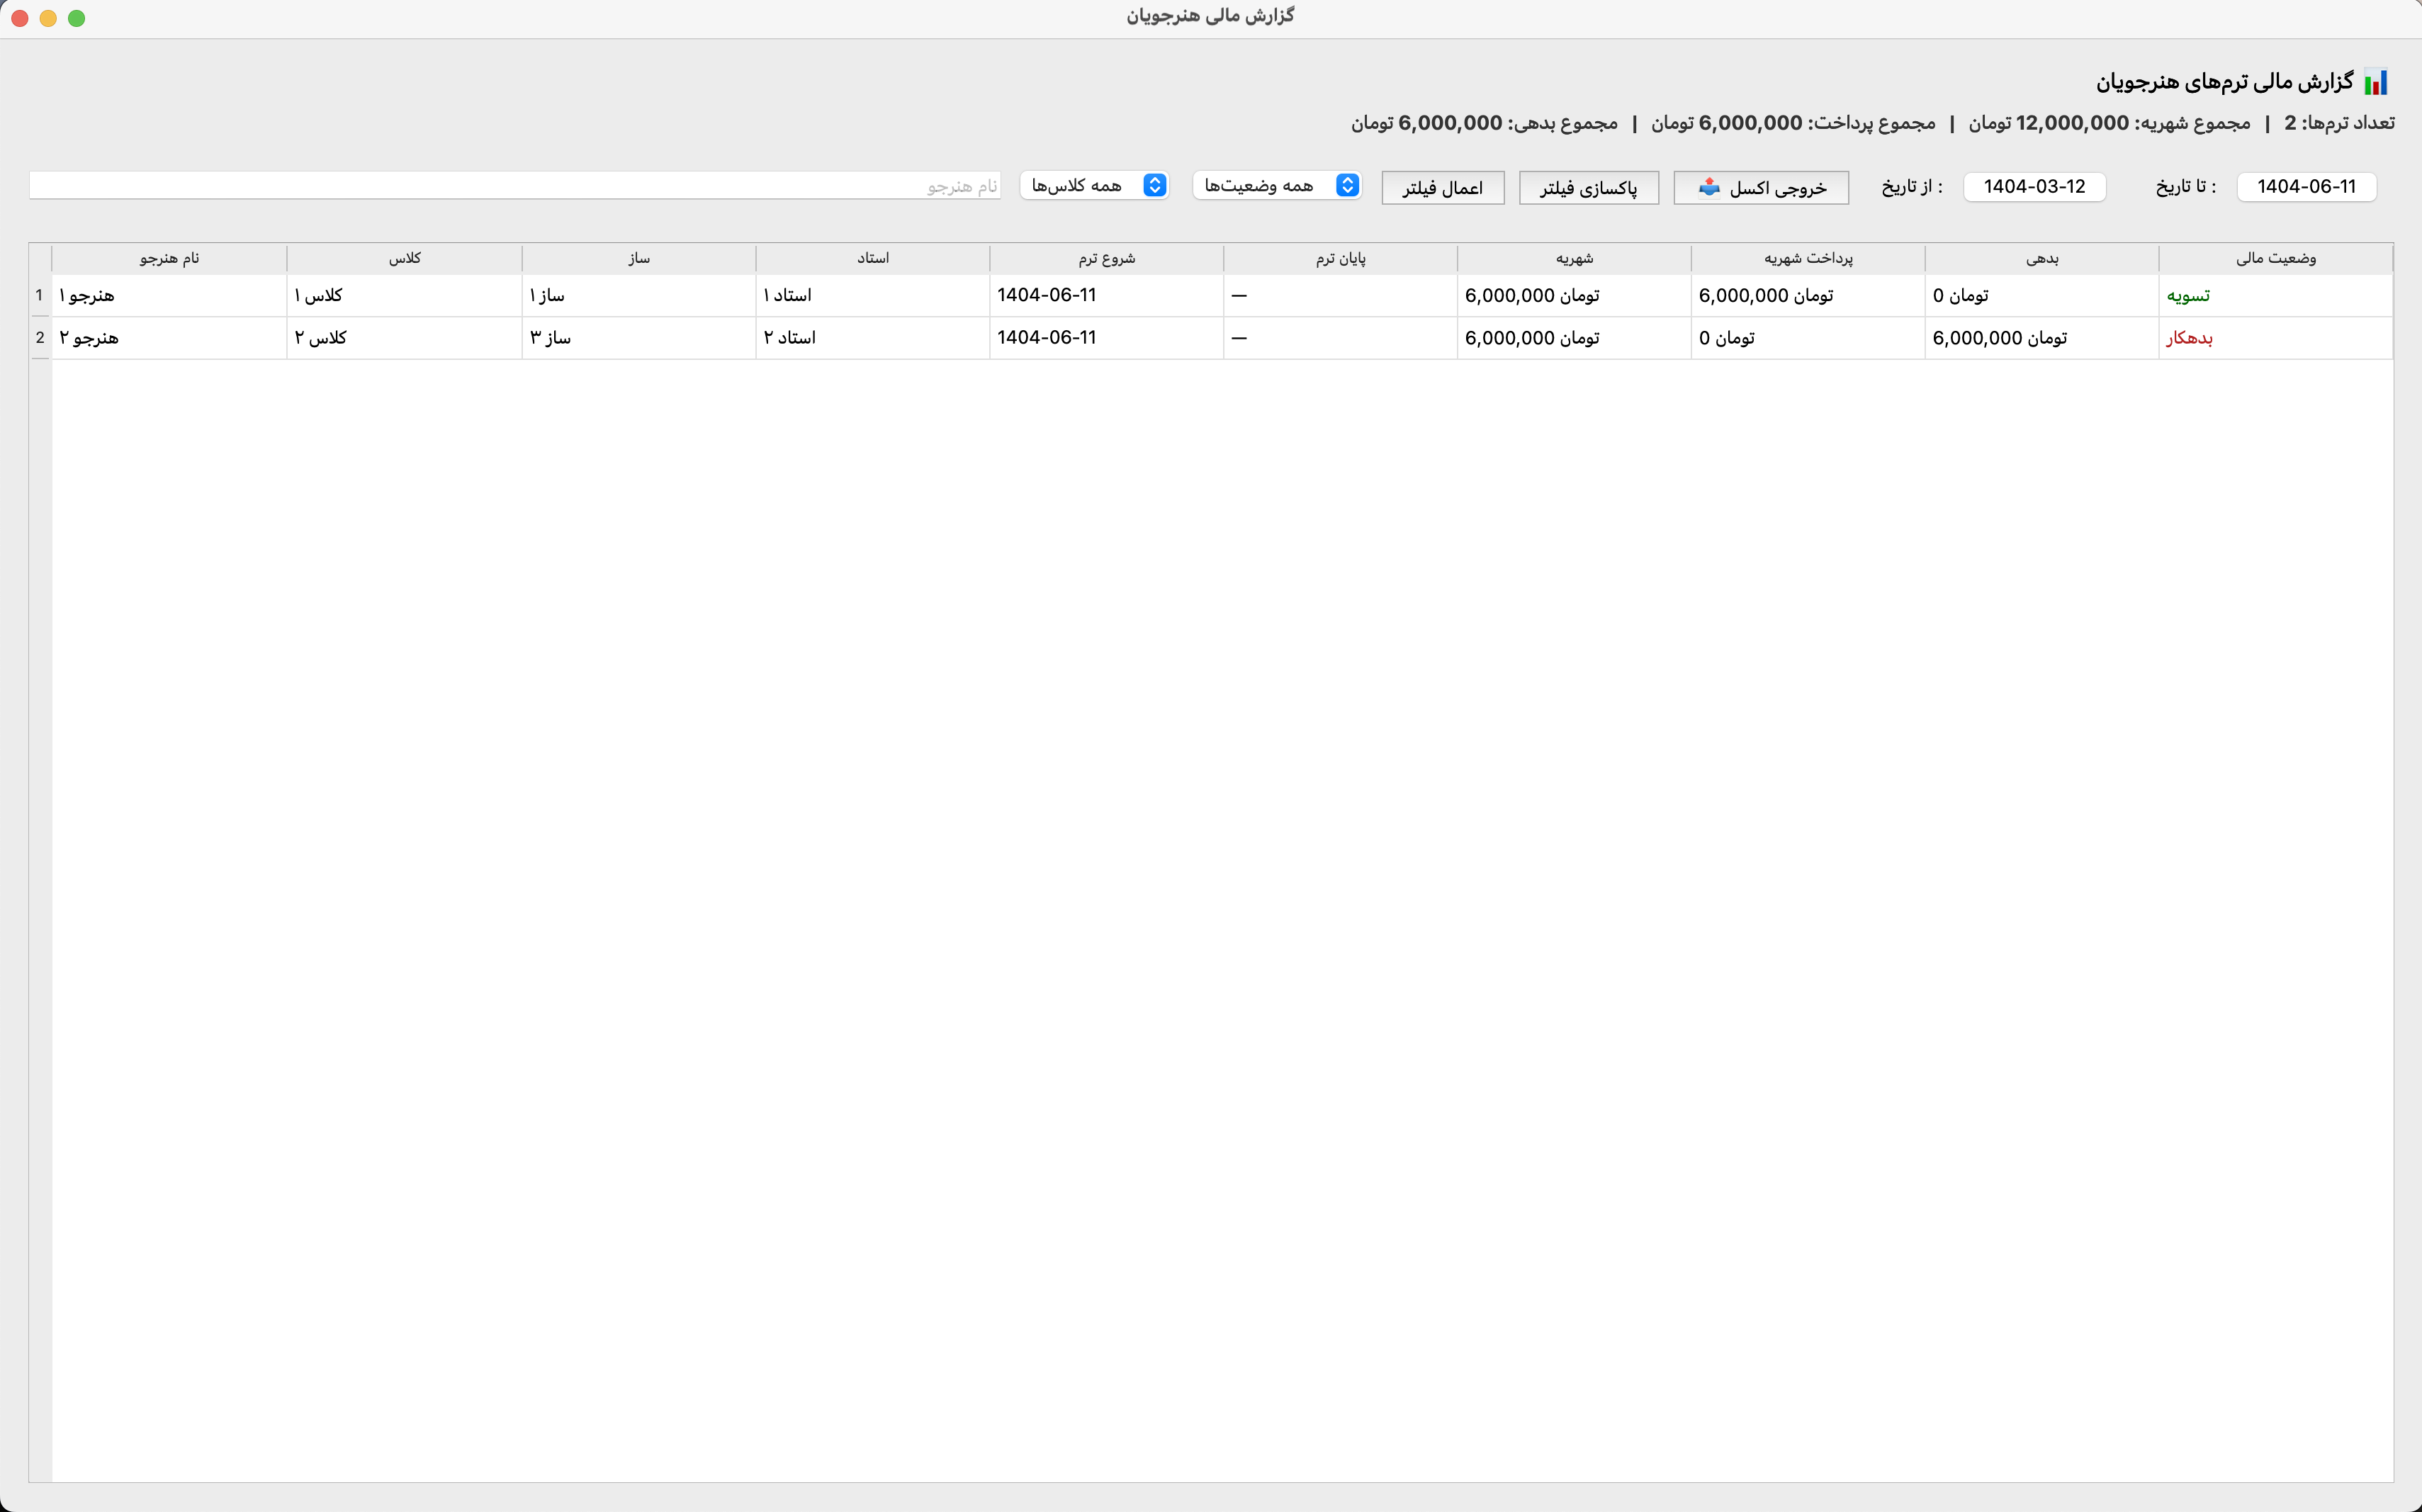 گزارش مالی هنرجویان
📊 گزارش مالی ترم‌های هنرجویان
تعداد ترم‌ها: 2 | مجموع شهریه: 12,000,000 تومان | مجموع پرداخت: 6,000,000 تومان | مجموع بدهی: 6,000,000 تومان
نام هنرجو همه کلاس‌ها همه وضعیت‌ها اعمال فیلتر پاکسازی فیلتر خروجی اکسل 📤 از تاریخ : 1404-03-12 تا تاریخ : 1404-06-11
نام هنرجو کلاس ساز استاد شروع ترم پایان ترم شهریه پرداخت شهریه بدهی وضعیت مالی
1 هنرجو ۱ کلاس ۱ ساز ۱ استاد ۱ 1404-06-11 — 6,000,000 تومان 6,000,000 تومان 0 تومان تسویه
2 هنرجو ۲ کلاس ۲ ساز ۳ استاد ۲ 1404-06-11 — 6,000,000 تومان 0 تومان 6,000,000 تومان بدهکار